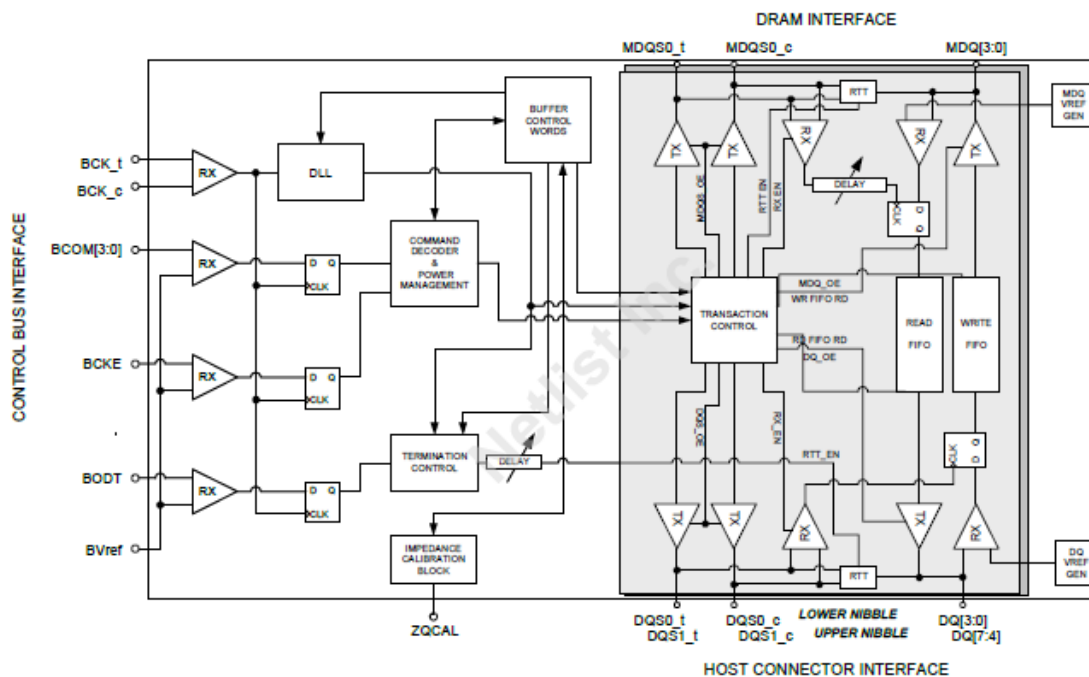 DRAM INTERFACE
MDQS0_t
MDQS0_c
MDQ[3:0]
BUFFER
CONTROL
WORDS
RTT
MDQ
VREF
GEN
TX
TX
RX
RX
TX
BCK_t
BCK_c
RX
DLL
MDQS_OE
RTT EN
RX EN
DELAY
D
Q
CLK
CONTROL BUS INTERFACE
BCOM[3:0]
RX
D
Q
CLK
COMMAND
DECODER
&
POWER
MANAGEMENT
TRANSACTION
CONTROL
MDQ_OE
WR FIFO RD
RD FIFO RD
DQ_OE
READ
FIFO
WRITE
FIFO
BCKE
RX
D
Q
CLK
Netlist Inc.
DQS_OE
RX_EN
BODT
RX
D
Q
CLK
TERMINATION
CONTROL
DELAY
RTT_EN
D
Q
CLK
BVref
IMPEDANCE
CALIBRATION
BLOCK
TX
TX
RX
TX
RX
RTT
DQ
VREF
GEN
ZQCAL
DQS0_t
DQS1_t
DQS0_c
DQS1_c
LOWER NIBBLE
UPPER NIBBLE
DQ[3:0]
DQ[7:4]
HOST CONNECTOR INTERFACE